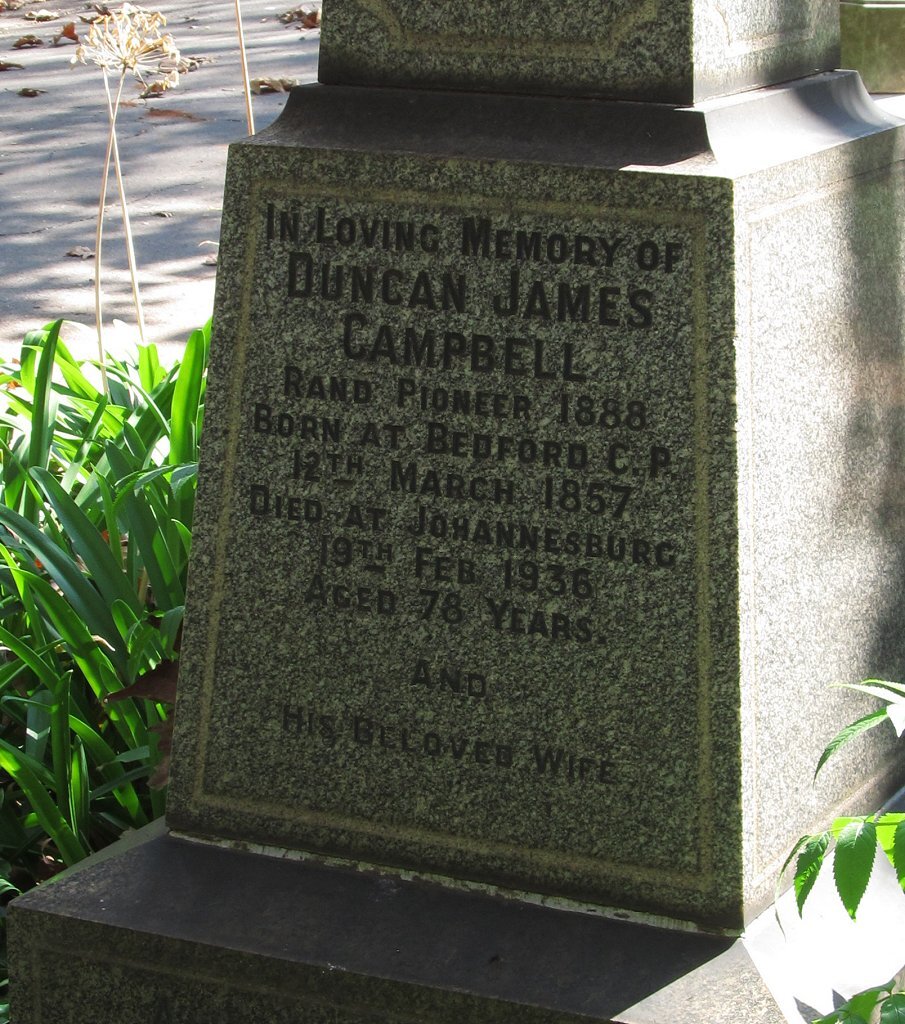 In Loving Memory of
Duncan James
Campbell
Rand Pioneer 1888
Born at Bedford C.P.
12th March 1857
Died at Johannesburg
19th Feb. 1936
Aged 78 Years.
and
His Beloved Wife